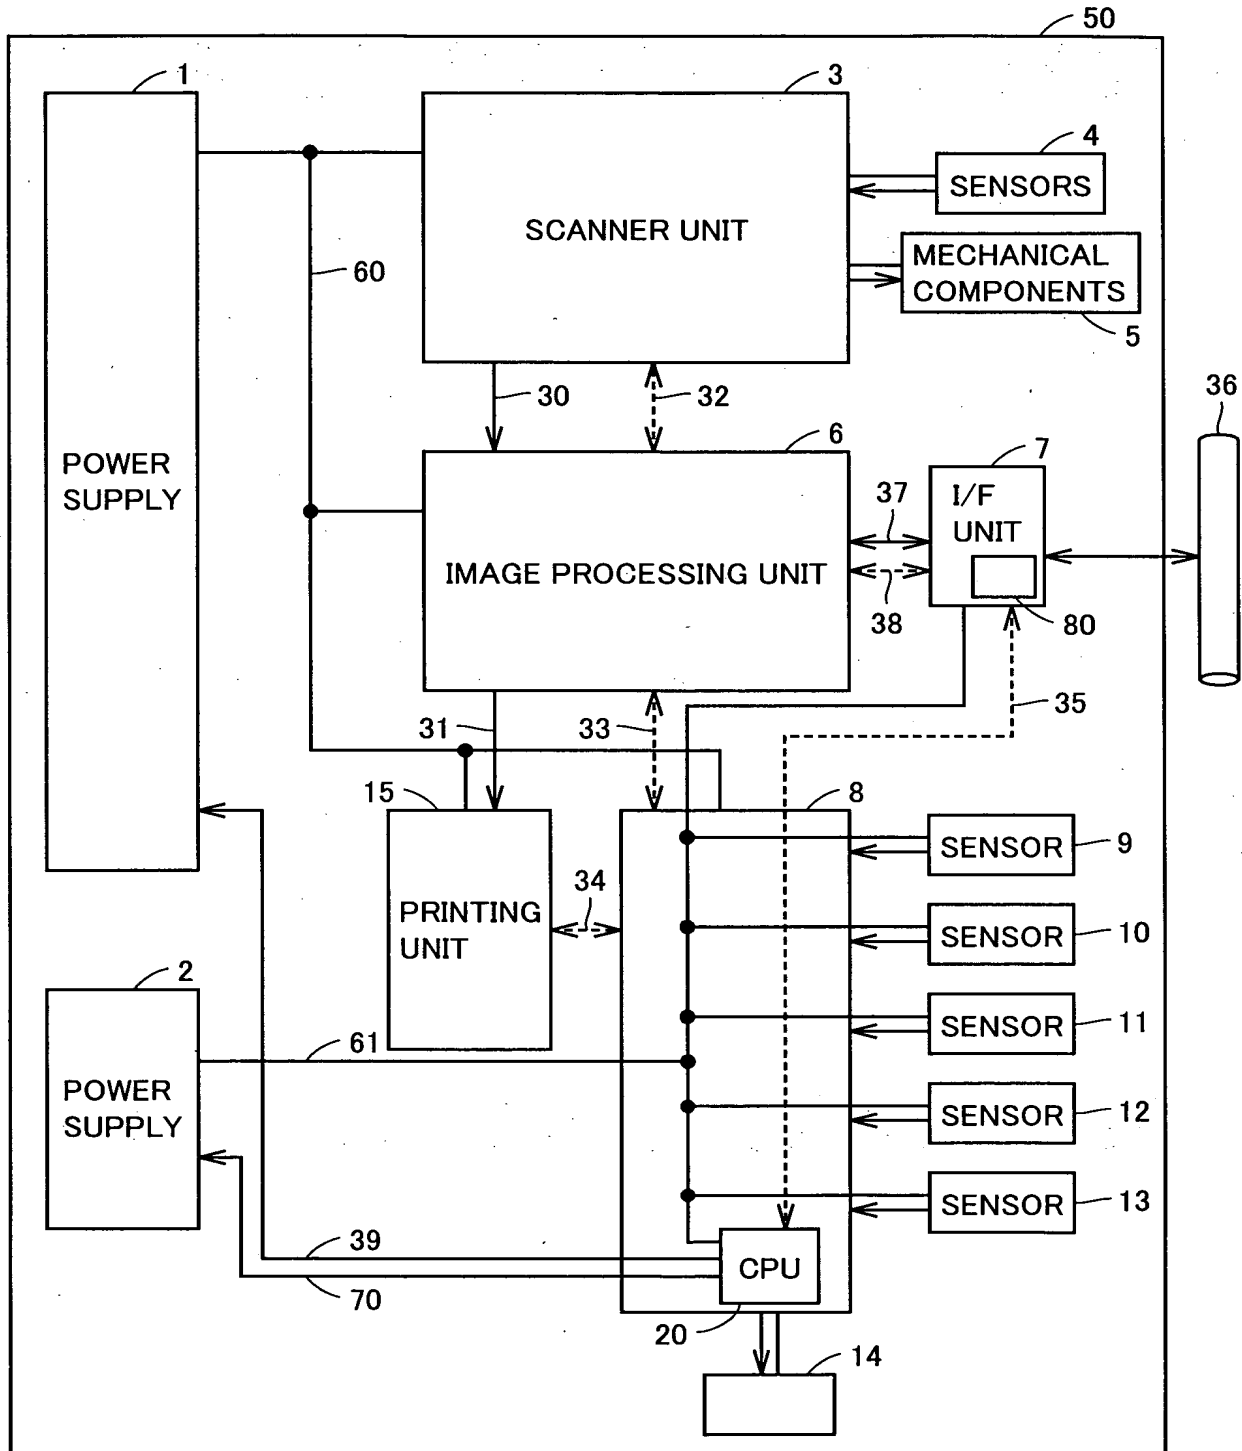 50
1
3
4
SENSORS
SCANNER UNIT
60
MECHANICAL
COMPONENTS
5
30
32
36
6
7
POWER
SUPPLY
I/F
UNIT
37
IMAGE PROCESSING UNIT
38
80
31
33
35
15
8
SENSOR
9
34
PRINTING
UNIT
SENSOR
10
2
SENSOR
11
61
POWER
SUPPLY
SENSOR
12
SENSOR
13
39
CPU
70
20
14